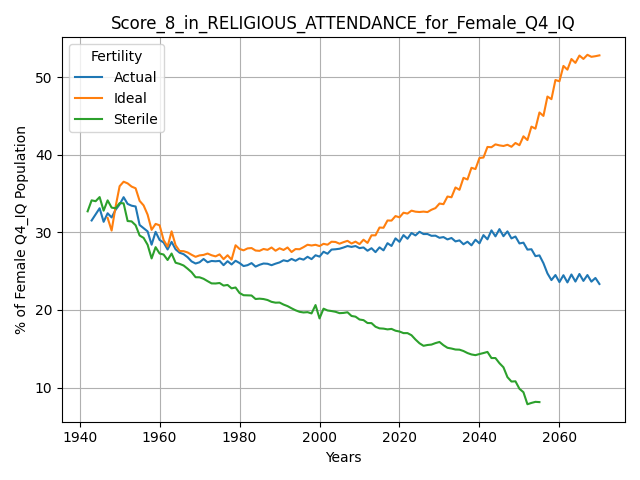 Score_8_in_RELIGIOUS_ATTENDANCE_for_Female_Q4_IQ
Fertility
Actual
Ideal
Sterile
% of Female Q4_IQ Population
50
40
30
20
10
1940 1960 1980 2000 2020 2040 2060
Years